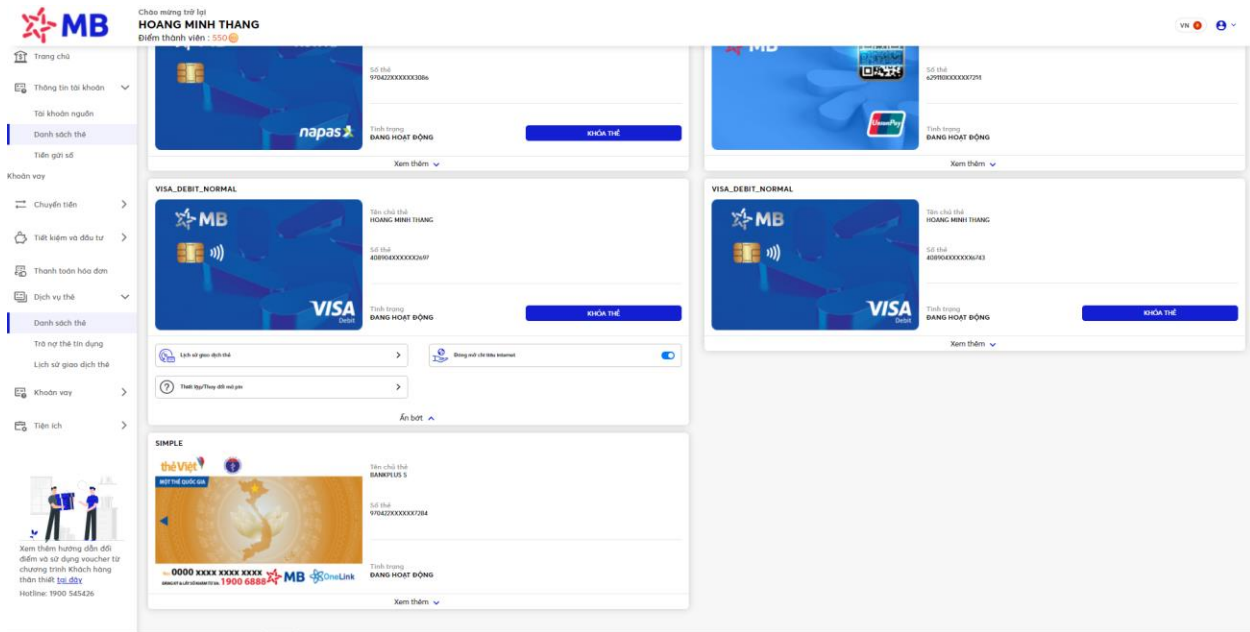 MB
Chào mừng trở lại
HOANG MINH THANG
Điểm thành viên : 550
VN
Trang chủ
Thông tin tài khoản
Tài khoản nguồn
Danh sách thẻ
Tiền gửi số
Khoản vay
Chuyển tiền
Tiết kiệm và đầu tư
Thanh toán hóa đơn
Dịch vụ thẻ
Danh sách thẻ
Trả nợ thẻ tín dụng
Lịch sử giao dịch thẻ
Khoản vay
Tiện ích
Xem thêm hướng dẫn đổi
điểm và sử dụng voucher từ
chương trình Khách hàng
thân thiết tại đây
Hotline: 1900 545426
napas
Số thẻ
970422XXXXXX3086
Tình trạng
ĐANG HOẠT ĐỘNG
KHÓA THẺ
Xem thêm
MB
UnionPay
Số thẻ
Tình trạng
ĐANG HOẠT ĐỘNG
Xem thêm
VISA_DEBIT_NORMAL
MB
VISA
Debit
Tên chủ thẻ
HOANG MINH THANG
Số thẻ
408904XXXXXX2697
Tình trạng
ĐANG HOẠT ĐỘNG
KHÓA THẺ
Lịch sử giao dịch thẻ
Đóng mở chi tiêu internet
Thiết lập/Thay đổi mã pin
Ẩn bớt
VISA_DEBIT_NORMAL
MB
VISA
Debit
Tên chủ thẻ
HOANG MINH THANG
Số thẻ
408904XXXXXX6743
Tình trạng
ĐANG HOẠT ĐỘNG
KHÓA THẺ
Xem thêm
SIMPLE
thẻ Việt
MỘT THẺ QUỐC GIA
0000 xxxx xxxx xxxx
1900 6888
MB
OneLink
Tên chủ thẻ
BANKPLUS S
Số thẻ
970422XXXXXX7284
Tình trạng
ĐANG HOẠT ĐỘNG
Xem thêm